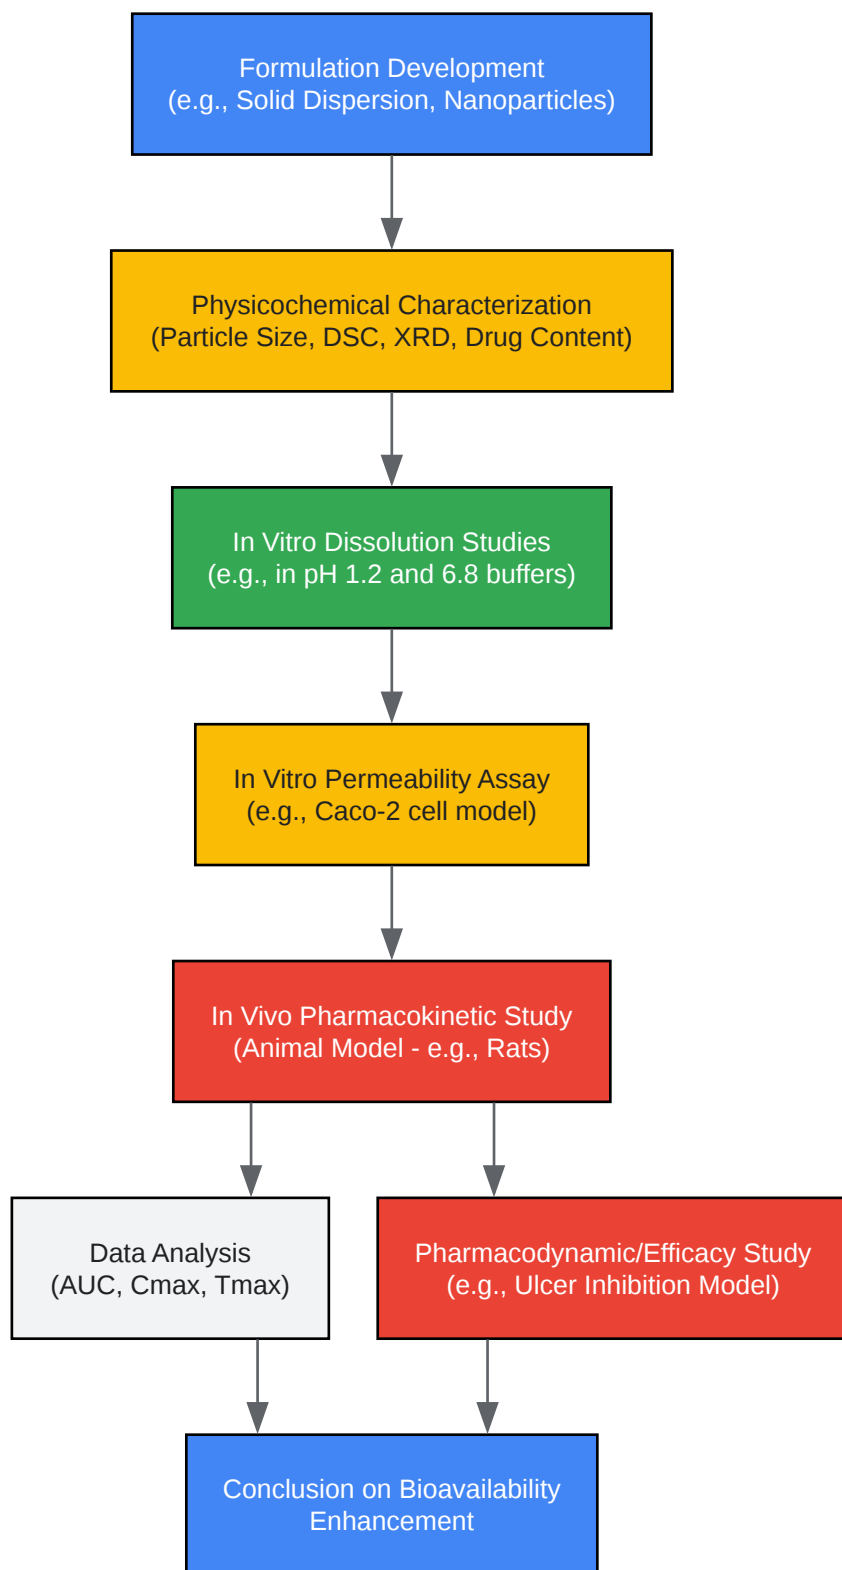 Formulation Development
(e.g., Solid Dispersion, Nanoparticles)
Physicochemical Characterization
(Particle Size, DSC, XRD, Drug Content)
In Vitro Dissolution Studies
(e.g., in pH 1.2 and 6.8 buffers)
In Vitro Permeability Assay
(e.g., Caco-2 cell model)
In Vivo Pharmacokinetic Study
(Animal Model - e.g., Rats)
Data Analysis
(AUC, Cmax, Tmax)
Pharmacodynamic/Efficacy Study
(e.g., Ulcer Inhibition Model)
Conclusion on Bioavailability
Enhancement